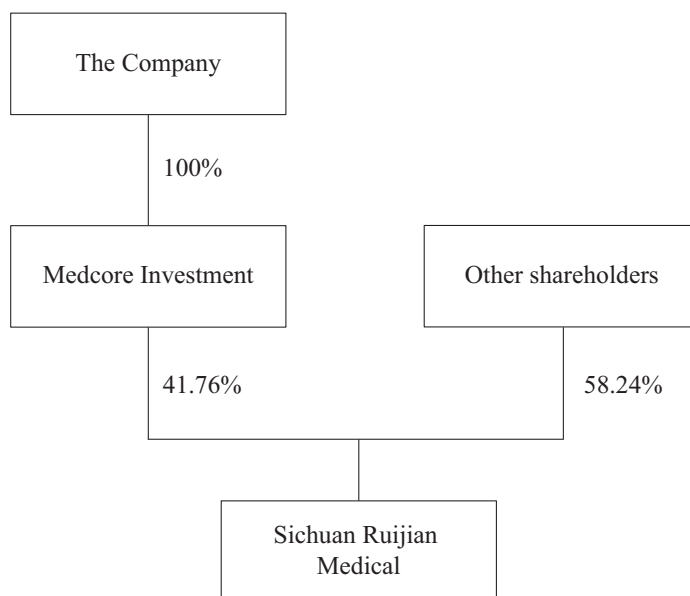 The Company
100%
Medcore Investment
Other shareholders
41.76%
58.24%
Sichuan Ruijian
Medical